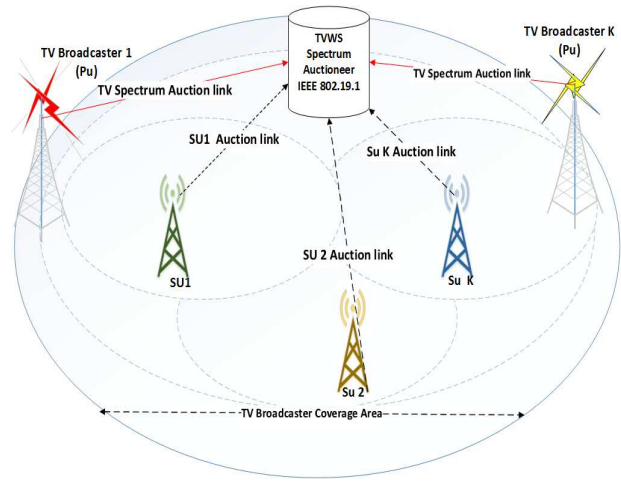 TV Broadcaster 1
(Pu)
TVWS
Spectrum
Auctioneer
IEEE 802.19.1
TV Broadcaster K
(Pu)
TV Spectrum Auction link
TV Spectrum Auction link
SU1 Auction link
Su K Auction link
SU 2 Auction link
SU1
Su K
Su 2
TV Broadcaster Coverage Area